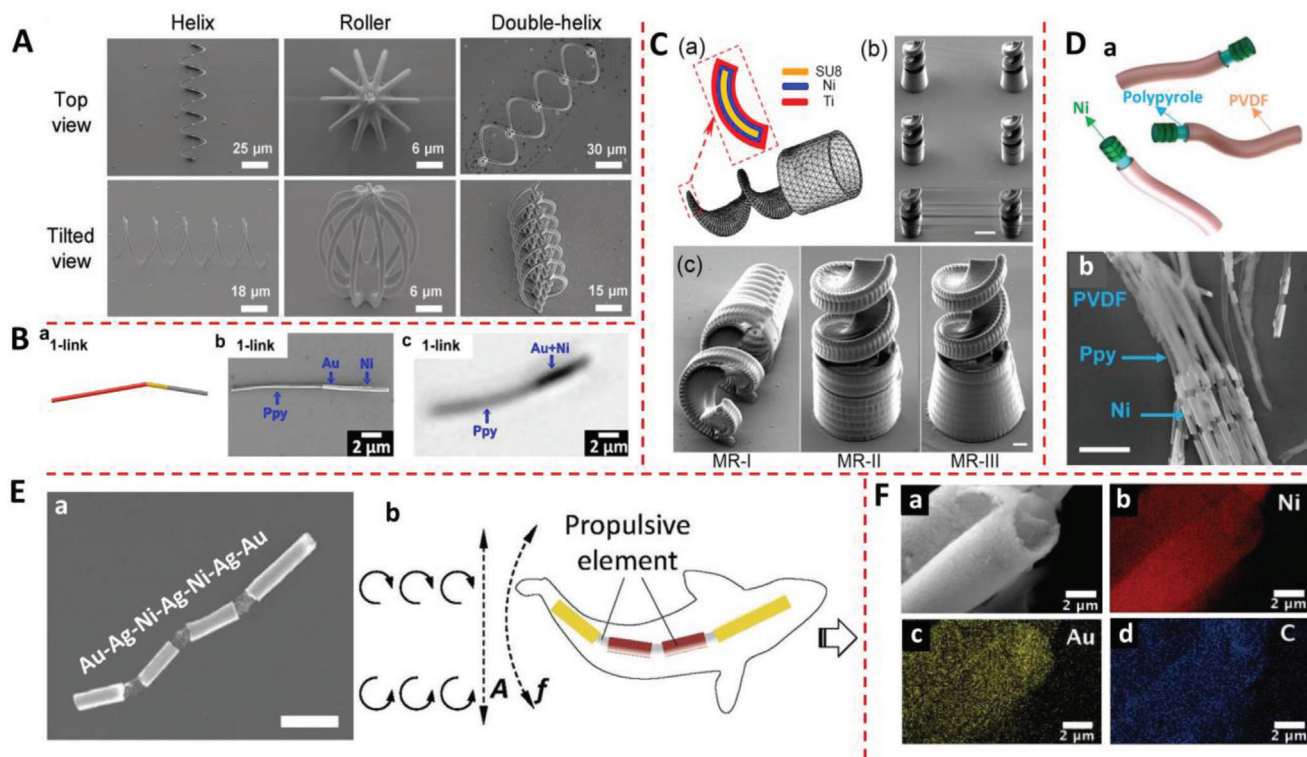 A
Helix
Roller
Double-helix
Top
view
25 µm
6 µm
30 µm
Tilted
view
18 µm
6 µm
15 µm
B
a
1-link
b
1-link
Au
Ni
Ppy
2 µm
c
1-link
Au+Ni
Ppy
2 µm
C
(a)
SU8
Ni
Ti
(b)
(c)
MR-I
MR-II
MR-III
D
a
Ni
Polypyrole
PVDF
b
PVDF
Ppy
Ni
E
a
Au-Ag-Ni-Ag-Ni-Ag-Au
b
Propulsive
element
A
f
F
a
2 µm
b
Ni
2 µm
c
Au
2 µm
d
C
2 µm